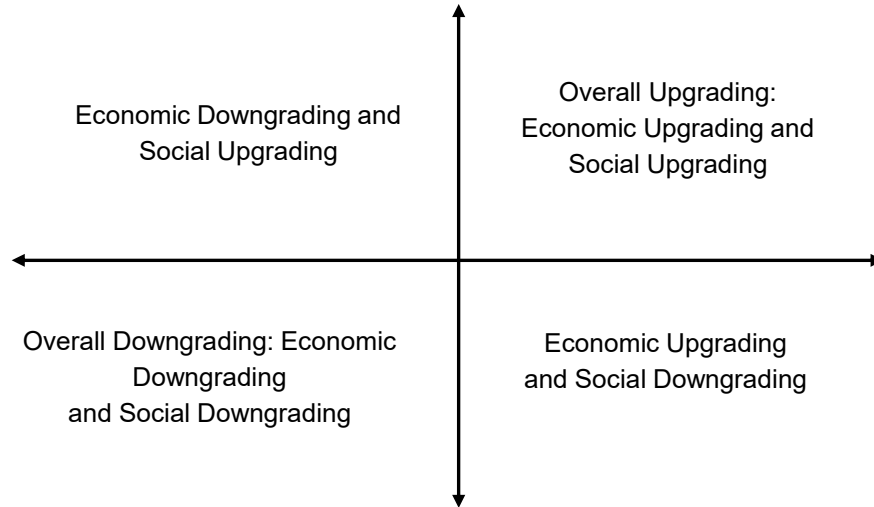 Economic Downgrading and
Social Upgrading
Overall Upgrading:
Economic Upgrading and
Social Upgrading
Overall Downgrading: Economic
Downgrading
and Social Downgrading
Economic Upgrading
and Social Downgrading